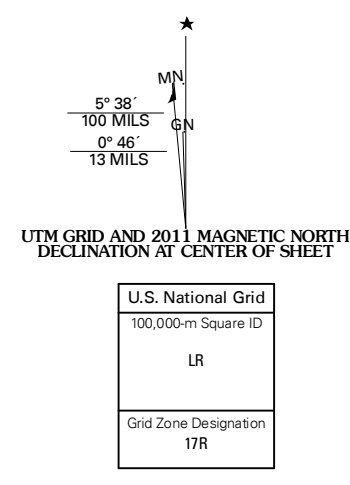 MN
5° 38´
100 MILS
GN
0° 46´
13 MILS
UTM GRID AND 2011 MAGNETIC NORTH
DECLINATION AT CENTER OF SHEET
U.S. National Grid
100,000-m Square ID
LR
Grid Zone Designation
17R